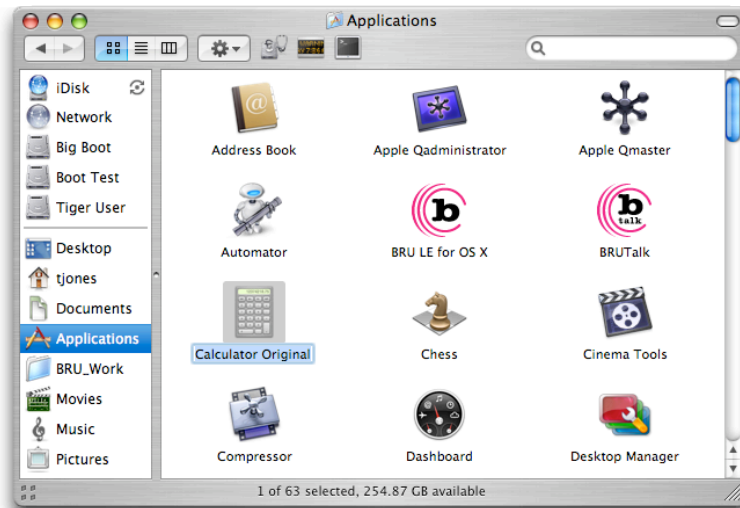 Applications
iDisk
Network
Big Boot
Boot Test
Tiger User
Desktop
tjones
Documents
Applications
BRU_Work
Movies
Music
Pictures
@
Address Book
Apple Qadministrator
Apple Qmaster
Automator
b
BRU LE for OS X
b
talk
BRUTalk
Calculator Original
Chess
Cinema Tools
Compressor
Dashboard
Desktop Manager
1 of 63 selected, 254.87 GB available